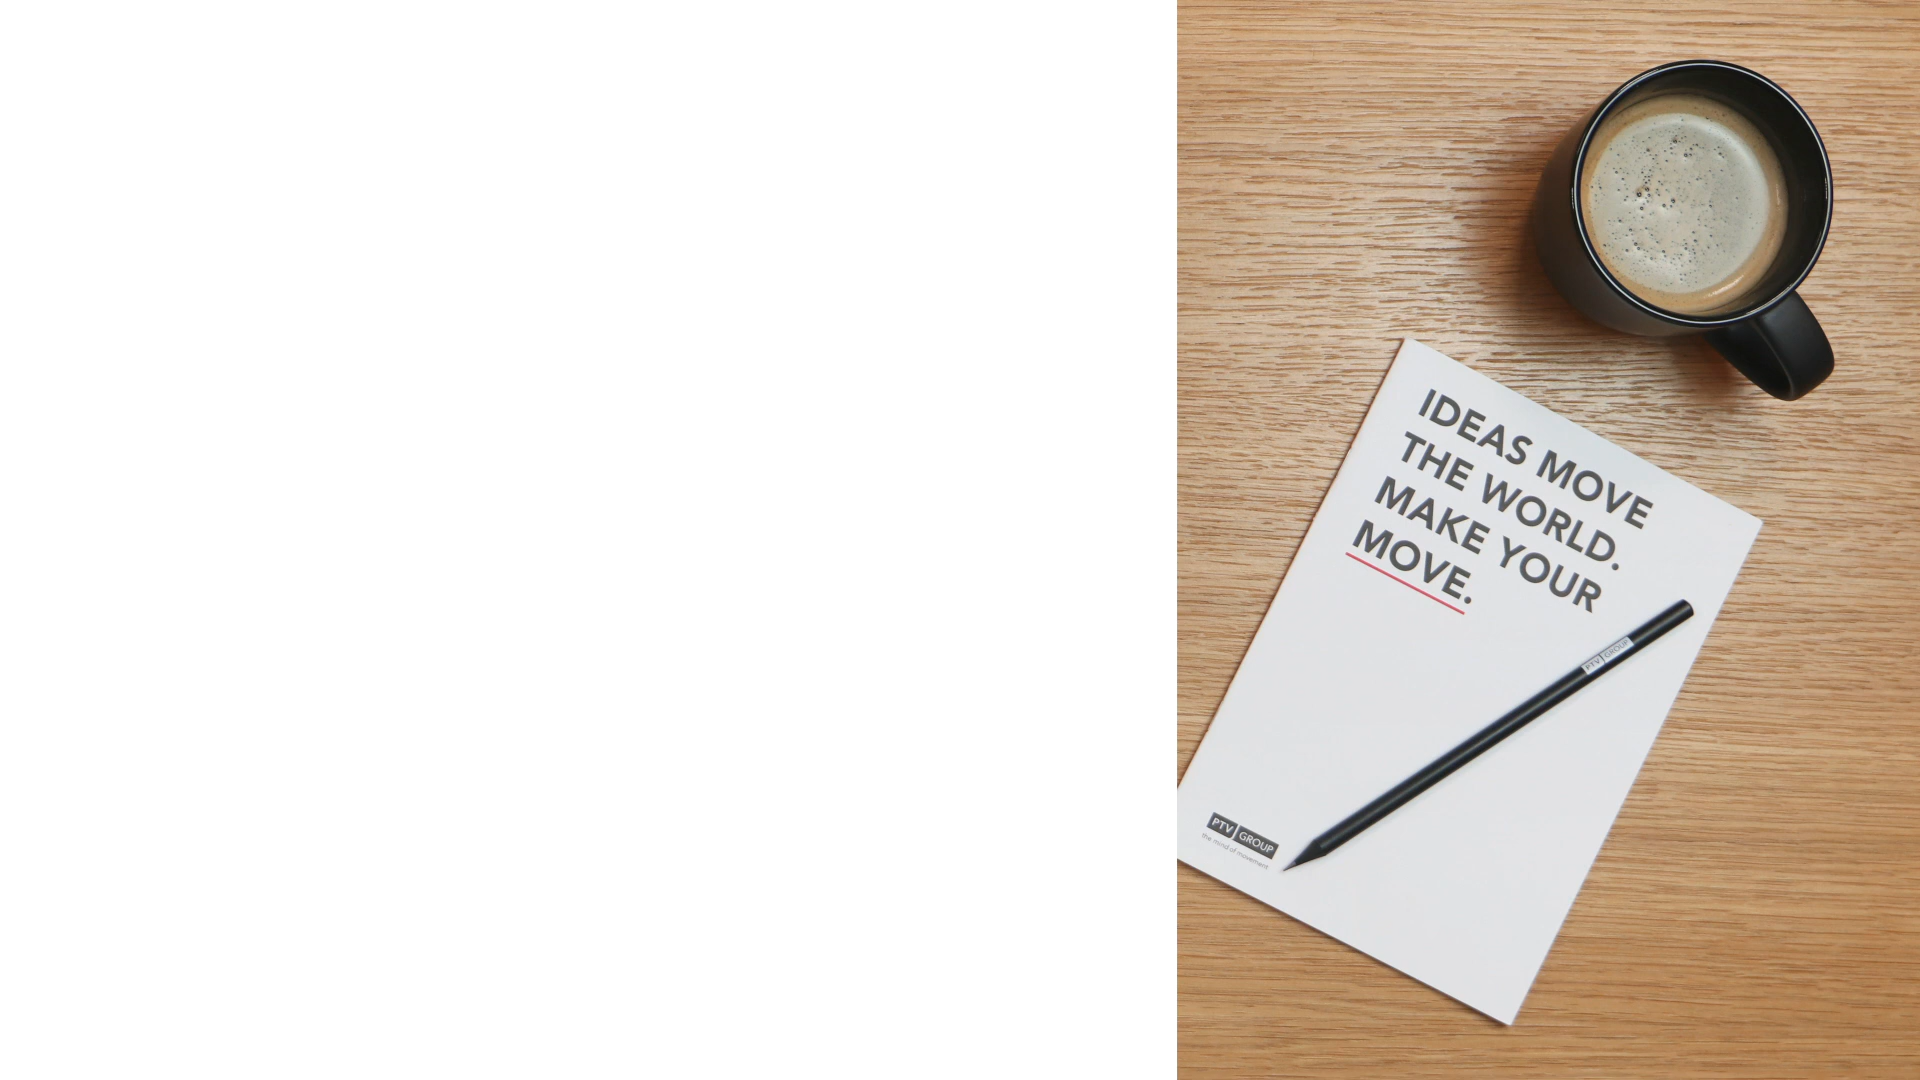 IDEAS MOVE
THE WORLD.
MAKE YOUR
MOVE.
PTV GROUP
PTV GROUP
the mind of movement